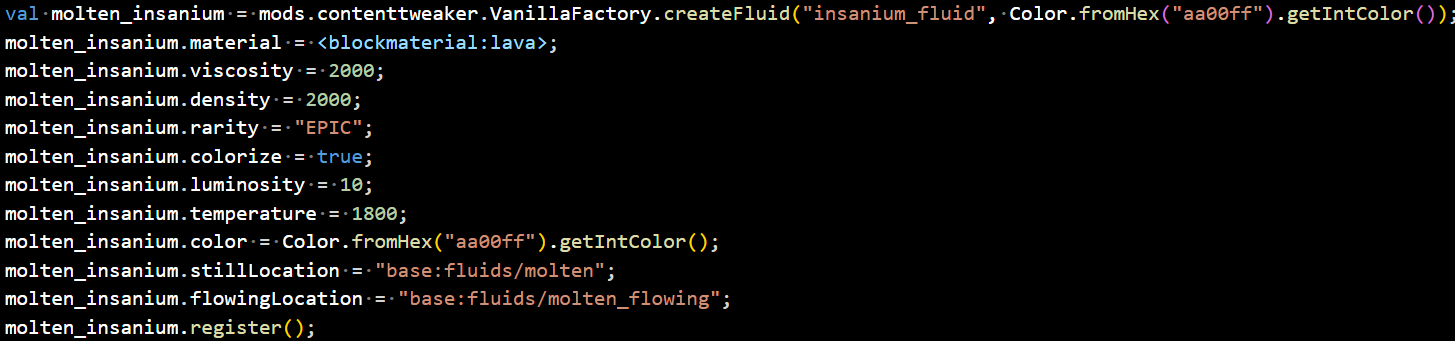 val molten_insanium = mods.contenttweaker.VanillaFactory.createFluid("insanium_fluid", Color.fromHex("aa00ff").getIntColor());
molten_insanium.material = <blockmaterial:lava>;
molten_insanium.viscosity = 2000;
molten_insanium.density = 2000;
molten_insanium.rarity = "EPIC";
molten_insanium.colorize = true;
molten_insanium.luminosity = 10;
molten_insanium.temperature = 1800;
molten_insanium.color = Color.fromHex("aa00ff").getIntColor();
molten_insanium.stillLocation = "base:fluids/molten";
molten_insanium.flowingLocation = "base:fluids/molten_flowing";
molten_insanium.register();